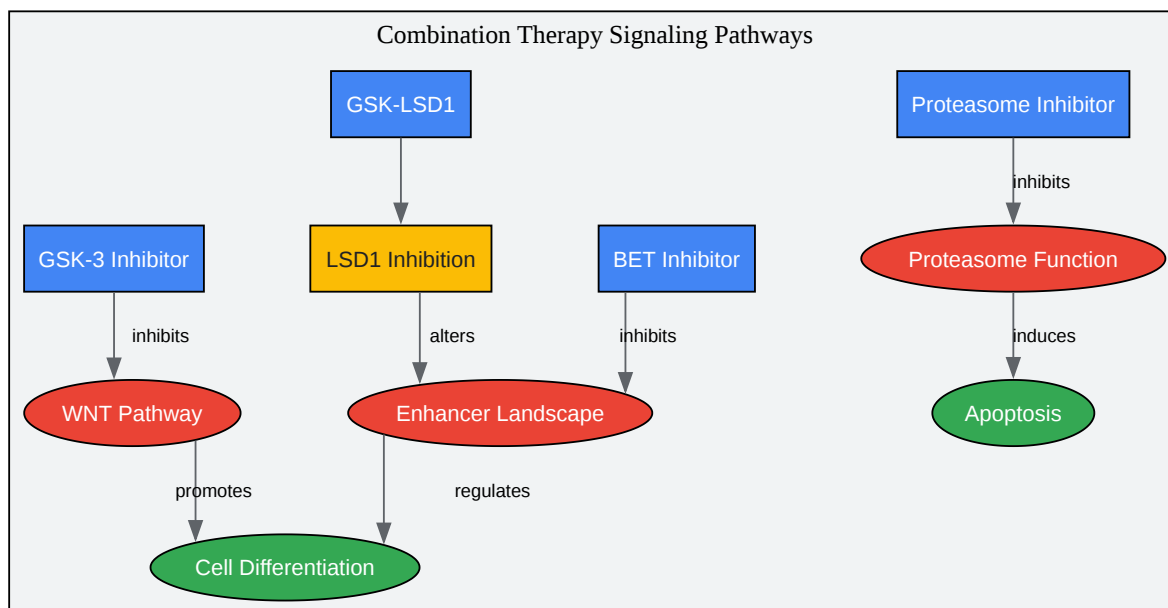 Combination Therapy Signaling Pathways
GSK-LSD1
Proteasome Inhibitor
inhibits
GSK-3 Inhibitor
LSD1 Inhibition
BET Inhibitor
Proteasome Function
inhibits
alters
inhibits
induces
WNT Pathway
Enhancer Landscape
Apoptosis
promotes
regulates
Cell Differentiation